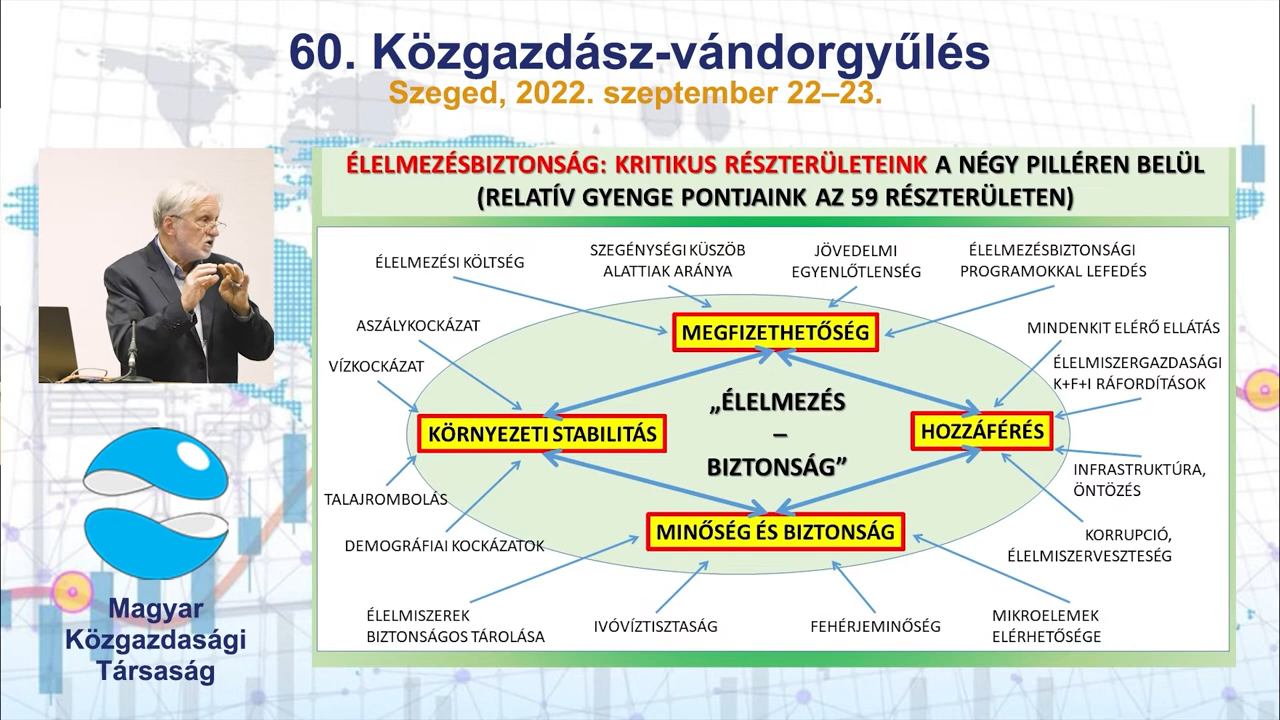 60. Közgazdász-vándorgyűlés
Szeged, 2022. szeptember 22–23.
ÉLELMEZÉSBIZTONSÁG: KRITIKUS RÉSZTERÜLETEINK A NÉGY PILLÉREN BELÜL
(RELATÍV GYENGE PONTJAINK AZ 59 RÉSZTERÜLETEN)
ÉLELMEZÉSI KÖLTSÉG
SZEGÉNYSÉGI KÜSZÖB
ALATTIAK ARÁNYA
JÖVEDELMI
EGYENLŐTLENSÉG
ÉLELMEZÉSBIZTONSÁGI
PROGRAMOKKAL LEFEDÉS
ASZÁLYKOCKÁZAT
MEGFIZETHETŐSÉG
MINDENKIT ELÉRŐ ELLÁTÁS
VÍZKOCKÁZAT
ÉLELMISZERGAZDASÁGI
K+F+I RÁFORDÍTÁSOK
„ÉLELMEZÉS
–
BIZTONSÁG”
KÖRNYEZETI STABILITÁS
HOZZÁFÉRÉS
TALAJROMBOLÁS
INFRASTRUKTÚRA,
ÖNTÖZÉS
DEMOGRÁFIAI KOCKÁZATOK
MINŐSÉG ÉS BIZTONSÁG
KORRUPCIÓ,
ÉLELMISZERVESZTESÉG
ÉLELMISZEREK
BIZTONSÁGOS TÁROLÁSA
IVÓVÍZTISZTASÁG
FEHÉRJEMINŐSÉG
MIKROELEMEK
ELÉRHETŐSÉGE
Magyar
Közgazdasági
Társaság